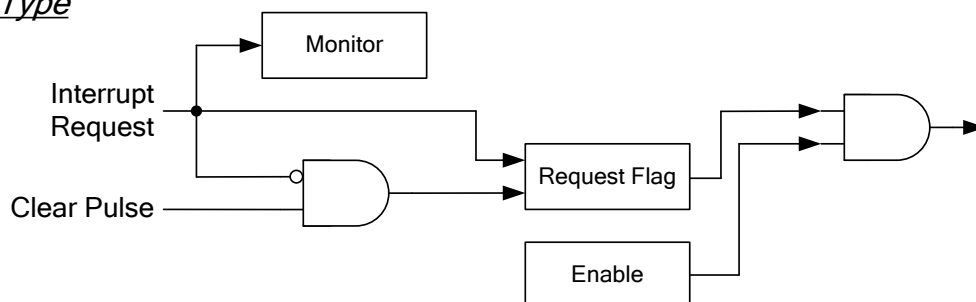 Type
Monitor
Interrupt
Request
Request Flag
Clear Pulse
Enable